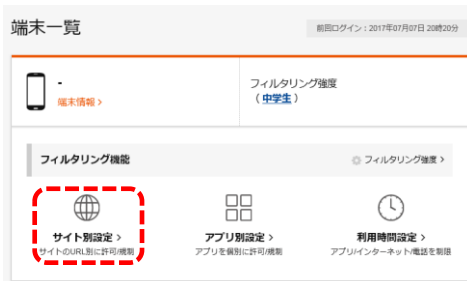 端末一覧
前回ログイン：2017年07月07日 20時20分
-
端末情報 >
フィルタリング強度
（中学生）
フィルタリング機能
フィルタリング強度 >
サイト別設定 >
サイトのURL別に許可/規制
アプリ別設定 >
アプリを個別に許可/規制
利用時間設定 >
アプリ/インターネット/電話を制限